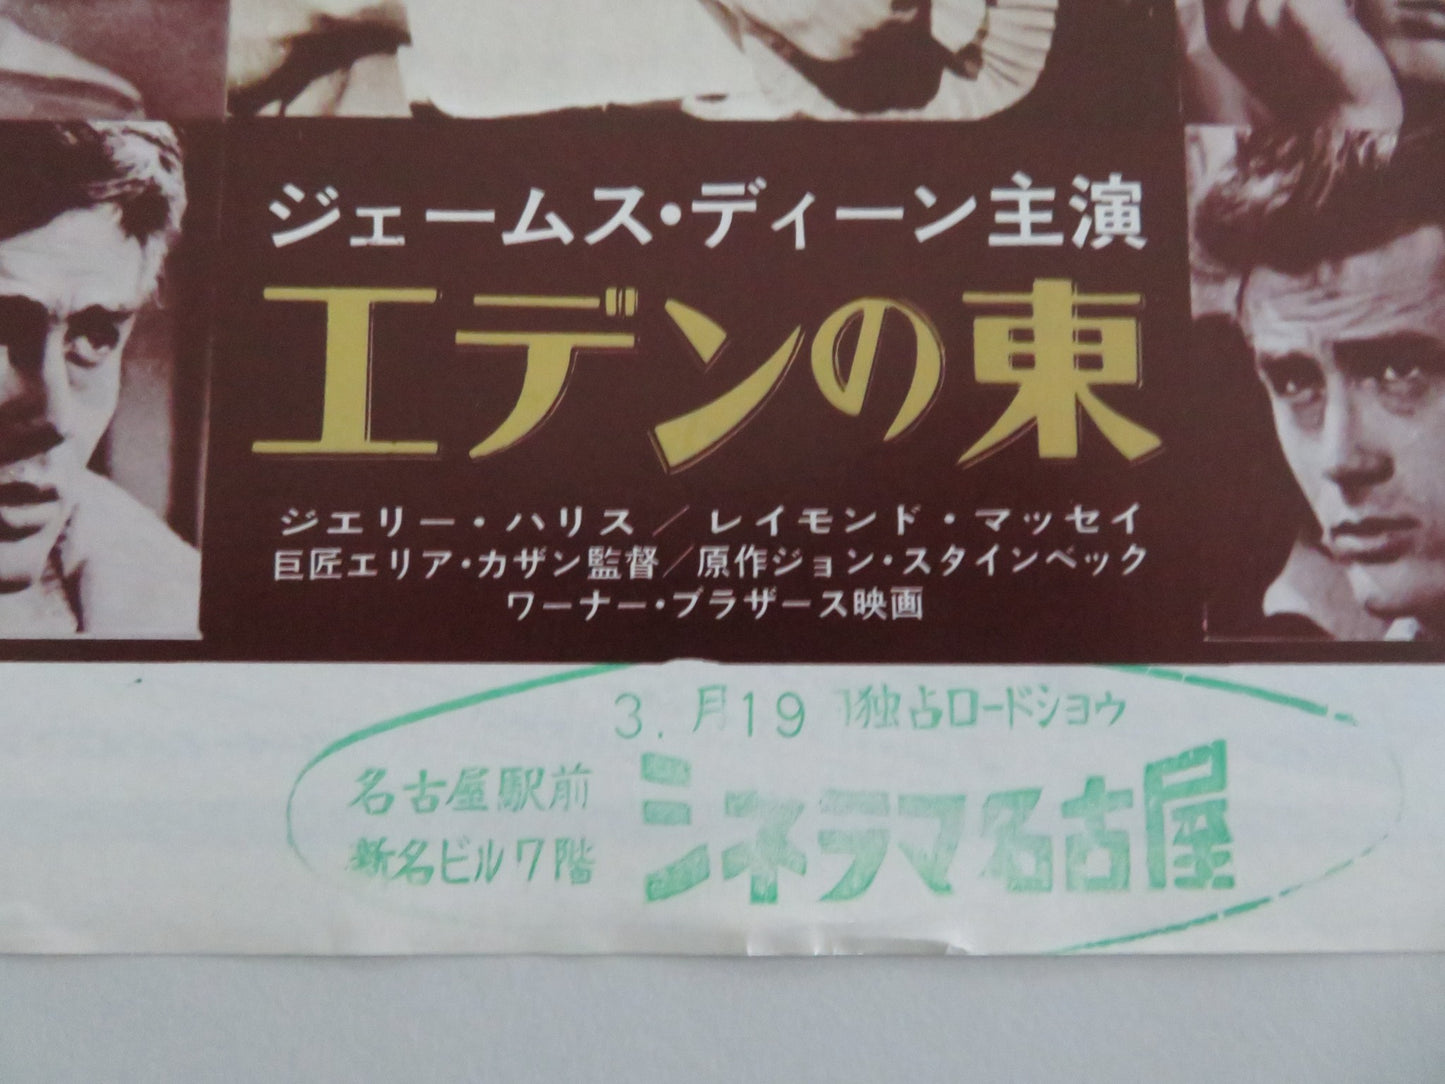 ジェームス・ディーン主演
エデンの東
ジエリー・ハリス／レイモンド・マッセイ
巨匠エリア・カザン監督／原作ジョン・スタインベック
ワーナー・ブラザース映画
3.月19 独占ロードショウ
名古屋駅前
新名ビル7階
シネラマ名古屋